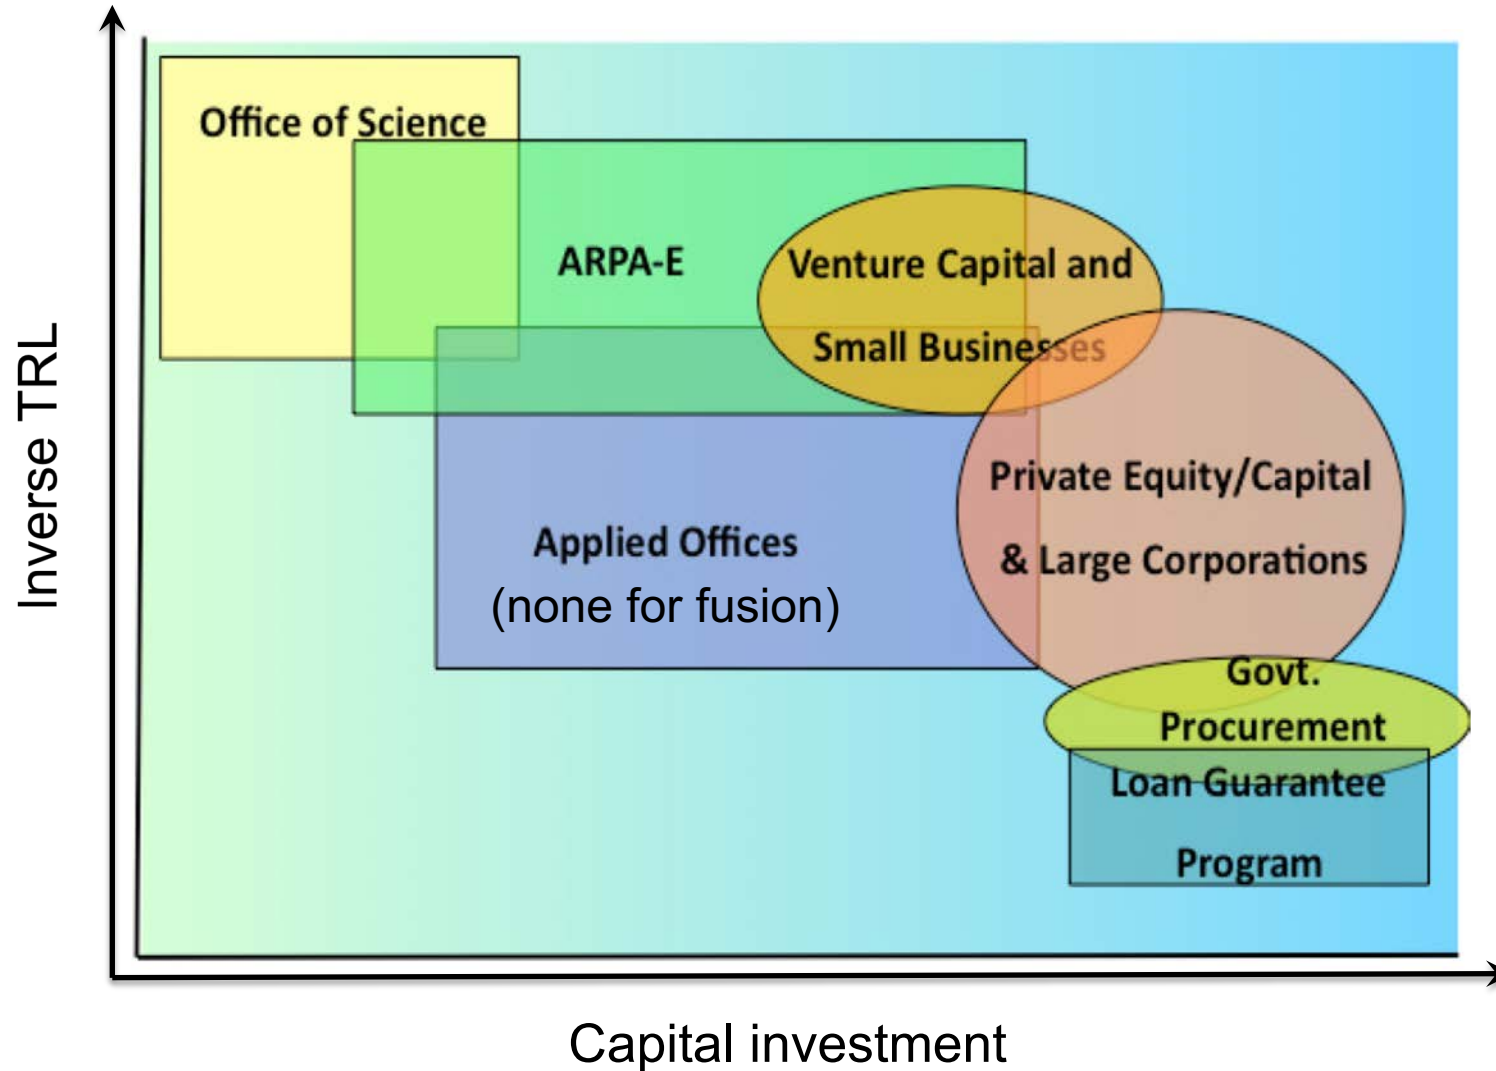 Office of Science
ARPA-E
Venture Capital and
Small Businesses
Private Equity/Capital
& Large Corporations
Applied Offices
(none for fusion)
Govt.
Procurement
Loan Guarantee
Program
Inverse TRL
Capital investment